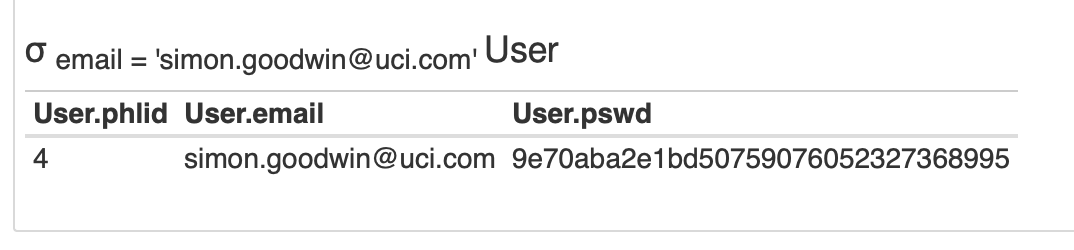 σ email = 'simon.goodwin@uci.com' User
User.phlid User.email User.pswd
4 simon.goodwin@uci.com 9e70aba2e1bd50759076052327368995